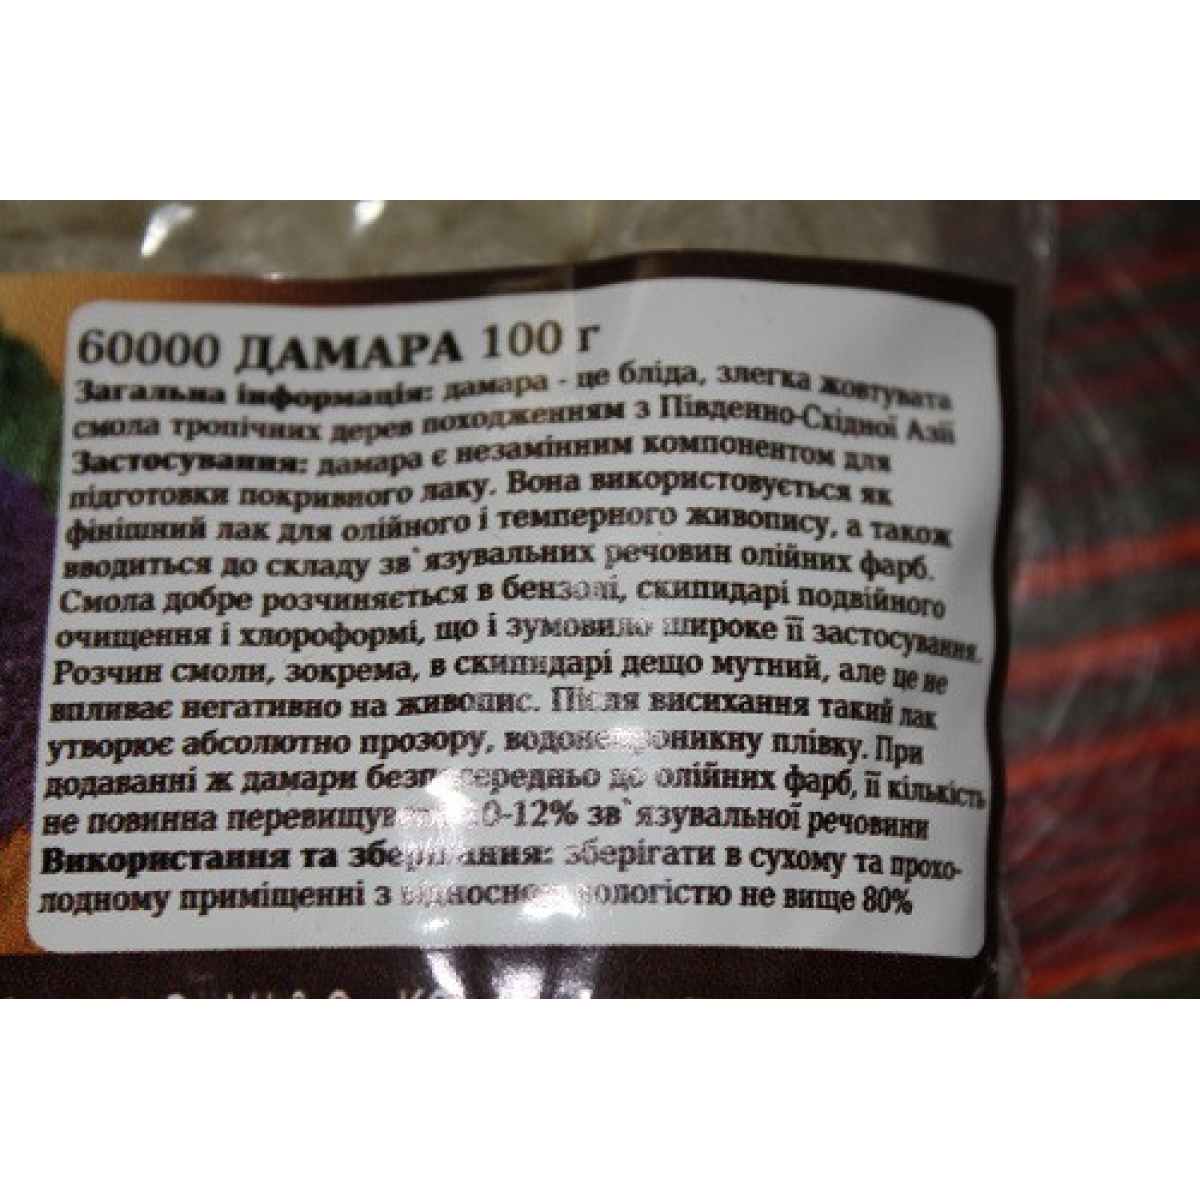 60000 ДАМАРА 100 г
Загальна інформація: дамара - це бліда, злегка жовтувата
смола тропічних дерев походженням з Південно-Східної Азії
Застосування: дамара є незамінним компонентом для
підготовки покривного лаку. Вона використовується як
фінішний лак для олійного і темперного живопису, а також
вводиться до складу зв`язувальних речовин олійних фарб.
Смола добре розчиняється в бензолі, скипидарі подвійного
очищення і хлороформі, що і зумовило широке її застосування.
Розчин смоли, зокрема, в скипидарі дещо мутний, але це не
впливає негативно на живопис. Після висихання такий лак
утворює абсолютно прозору, водонепроникну плівку. При
додаванні ж дамари безпосередньо до олійних фарб, її кількість
не повинна перевищувати 10-12% зв`язувальної речовини
Використання та зберігання: зберігати в сухому та прохо-
лодному приміщенні з відносною вологістю не вище 80%